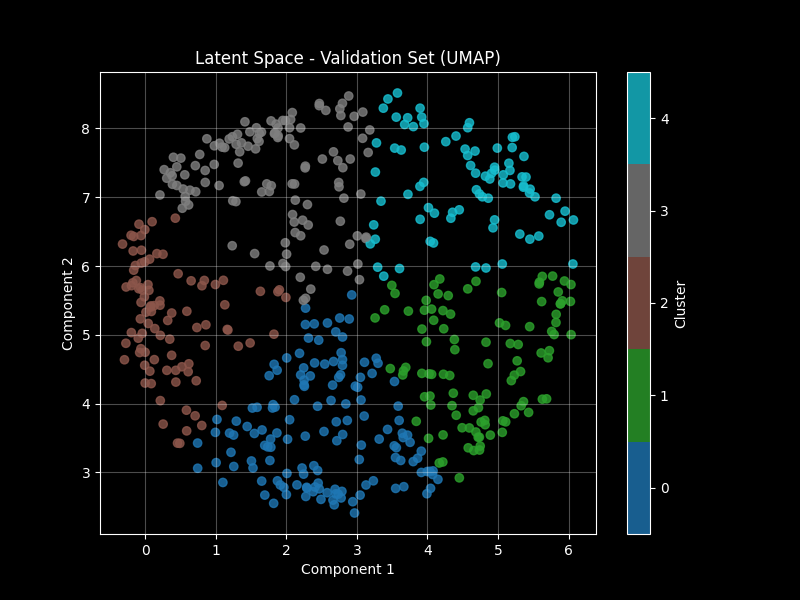 Latent Space - Validation Set (UMAP)
8
7
6
5
4
3
Component 2
0 1 2 3 4 5 6
Component 1
4
3
2
1
0
Cluster